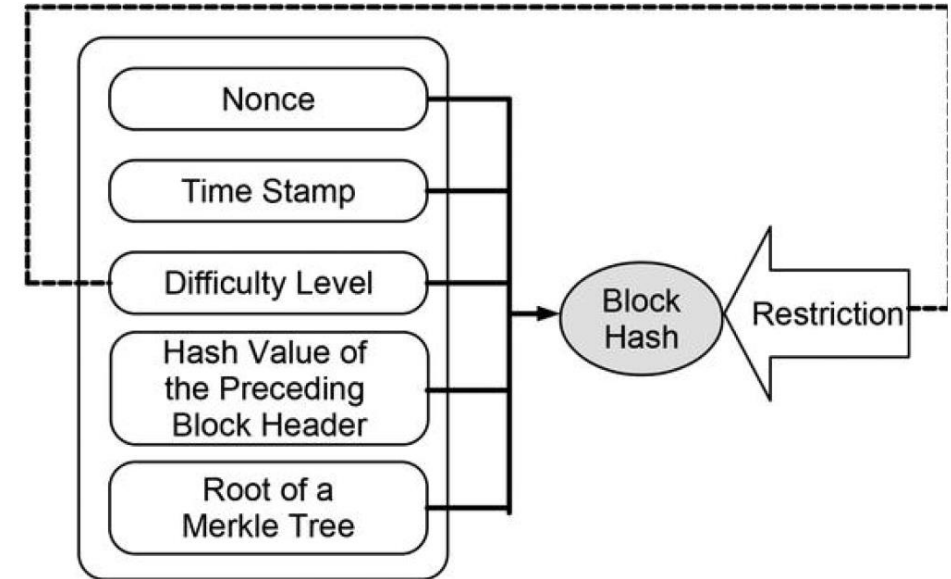 Nonce
Time Stamp
Difficulty Level
Hash Value of
the Preceding
Block Header
Root of a
Merkle Tree
Block
Hash
Restriction